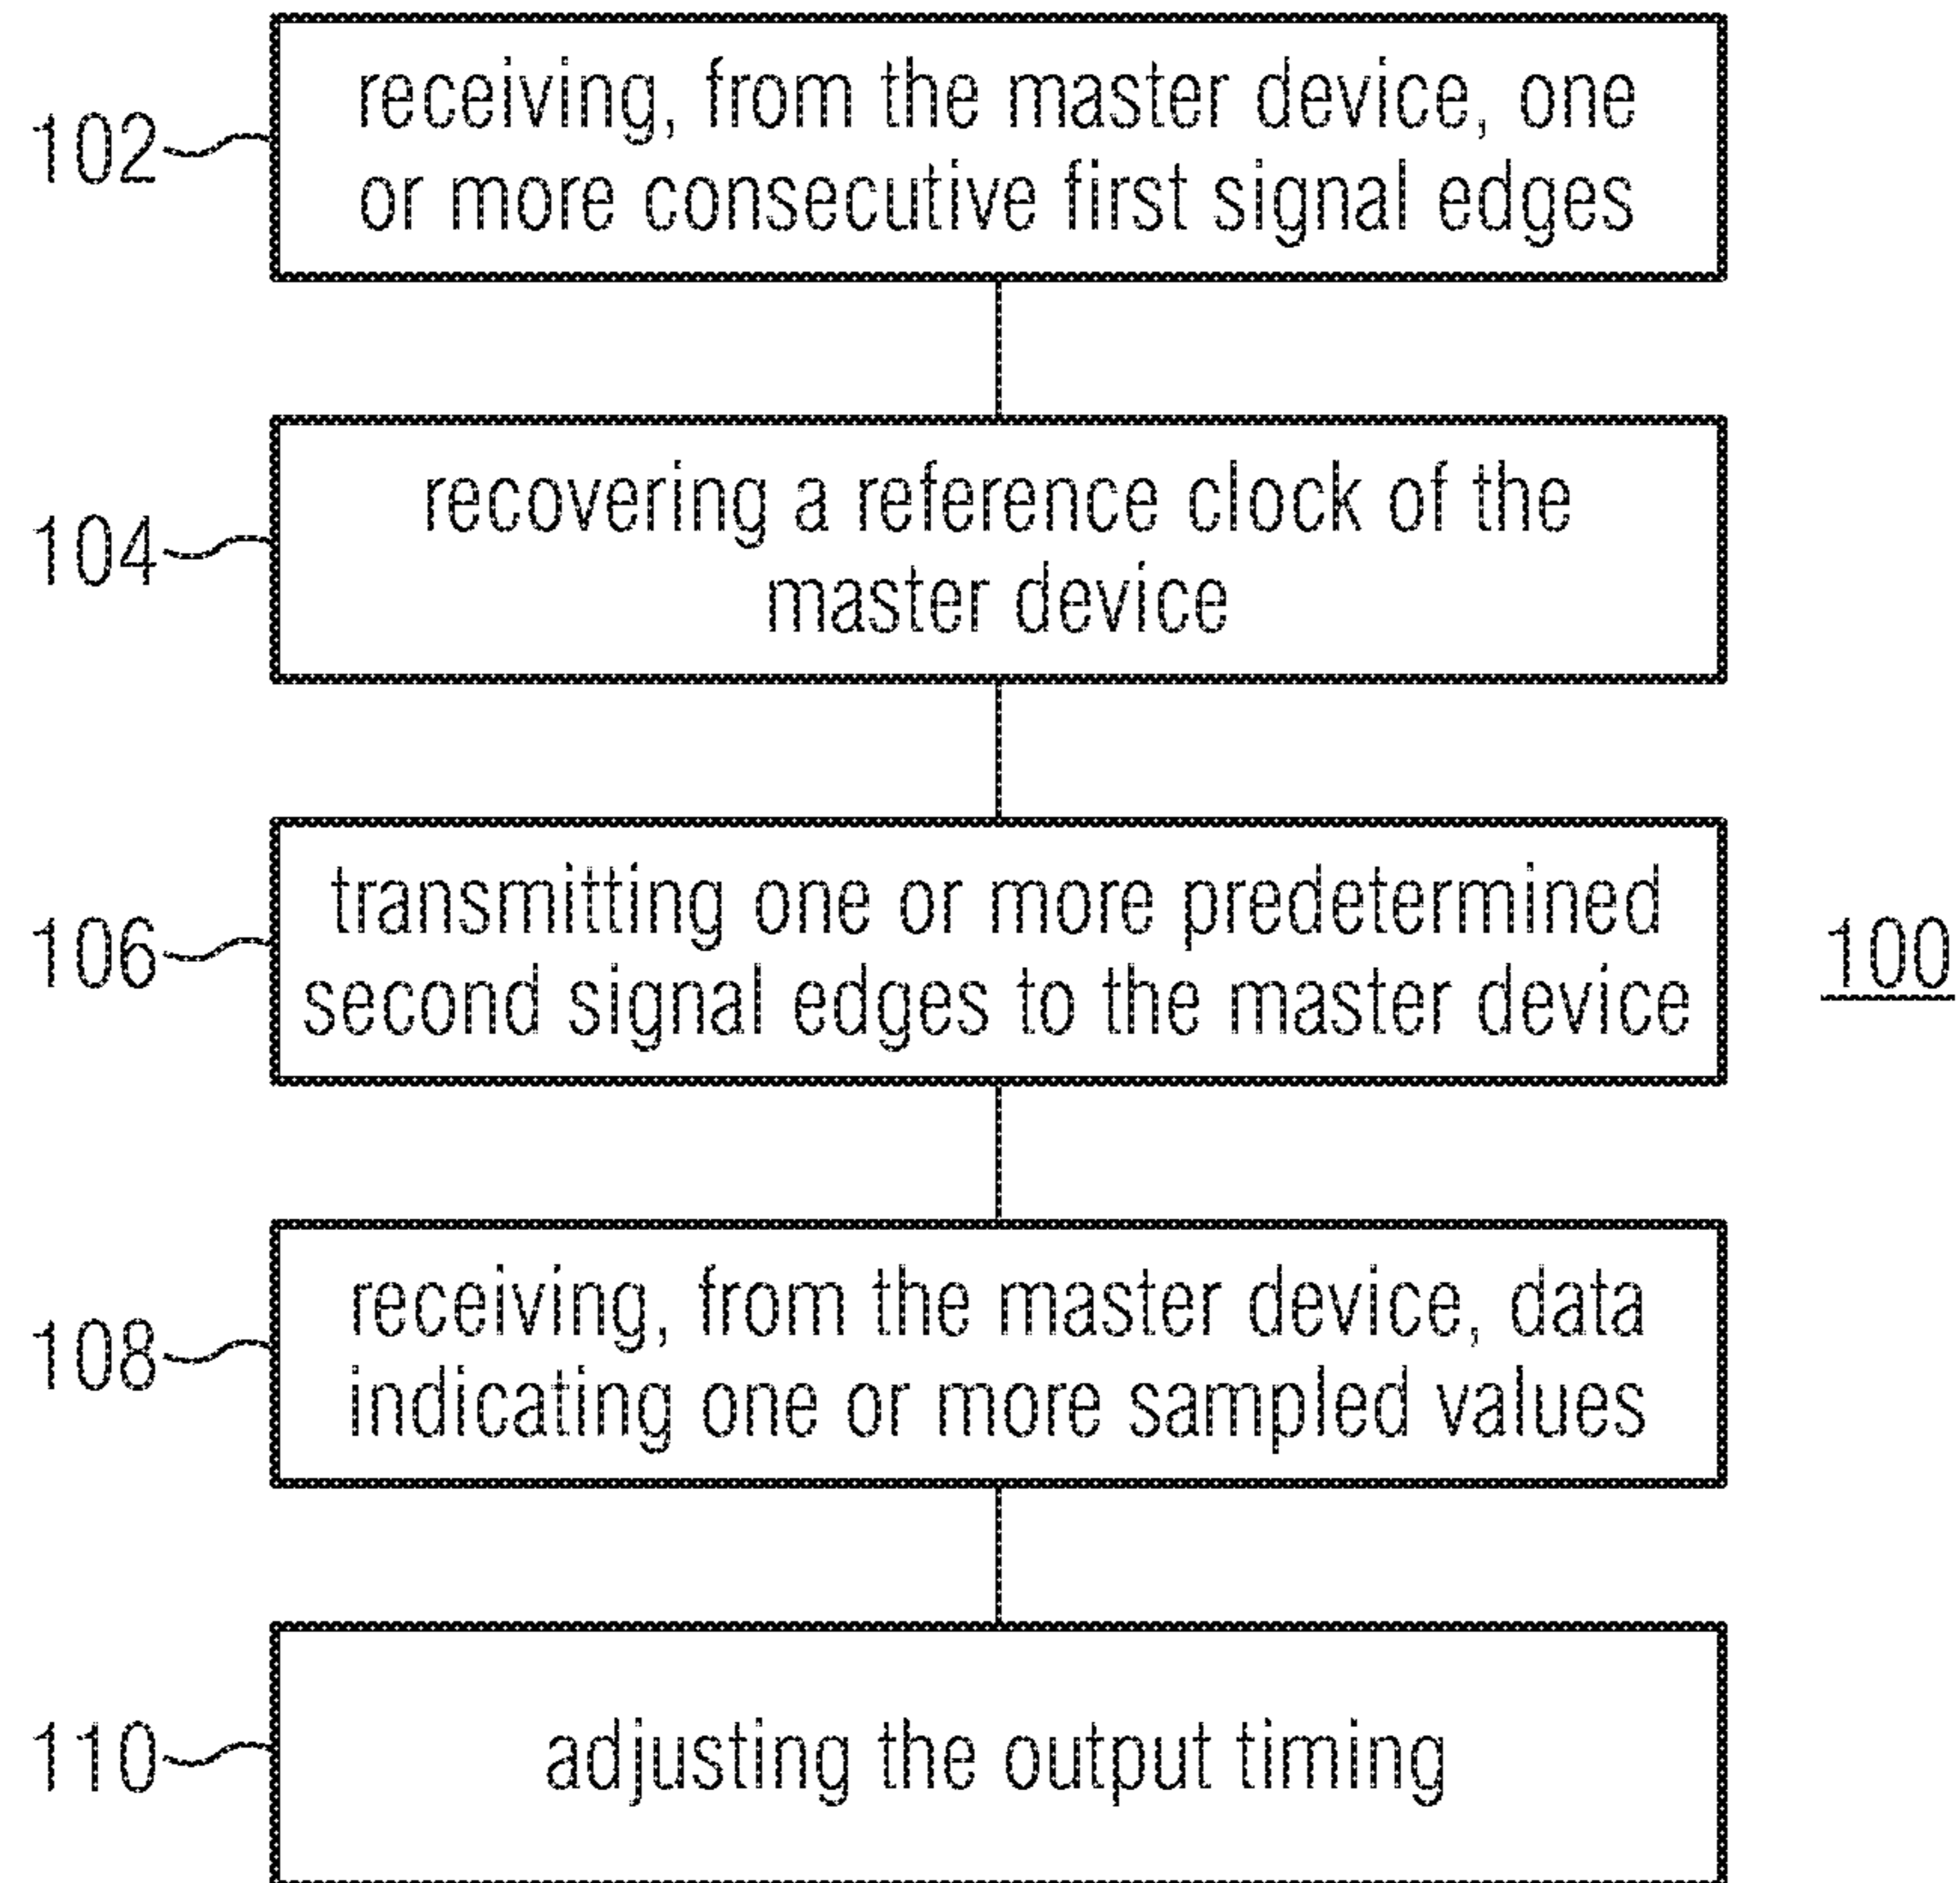 102
receiving, from the master device, one
or more consecutive first signal edges
104
recovering a reference clock of the
master device
106
transmitting one or more predetermined
second signal edges to the master device
100
108
receiving, from the master device, data
indicating one or more sampled values
110
adjusting the output timing